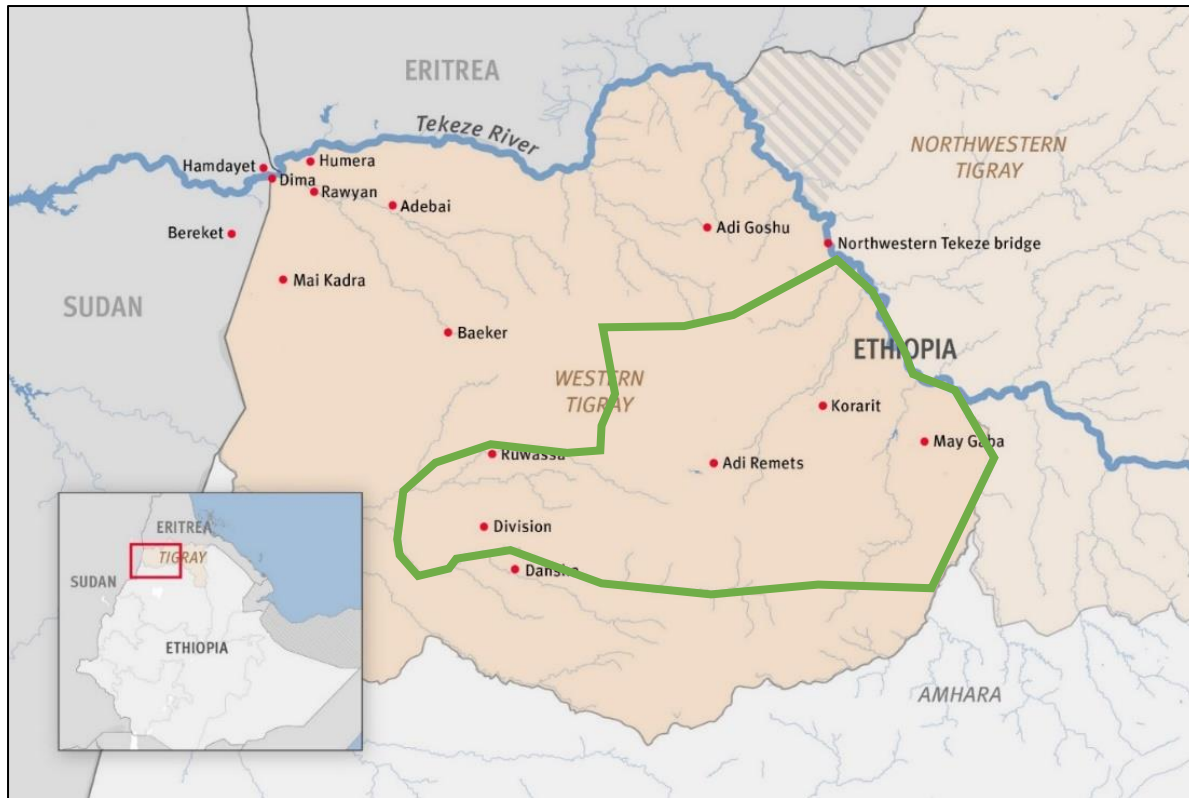 ERITREA
Tekeze River
NORTHWESTERN
TIGRAY
Hamdayet
Humera
Dima
Rawyan
Adebai
Bereket
Adi Goshu
Northwestern Tekeze bridge
Mai Kadra
SUDAN
Baeker
ETHIOPIA
WESTERN
TIGRAY
Korarit
May Gaba
Ruwassa
Adi Remets
Division
Dansha
ERITREA
TIGRAY
SUDAN
ETHIOPIA
AMHARA